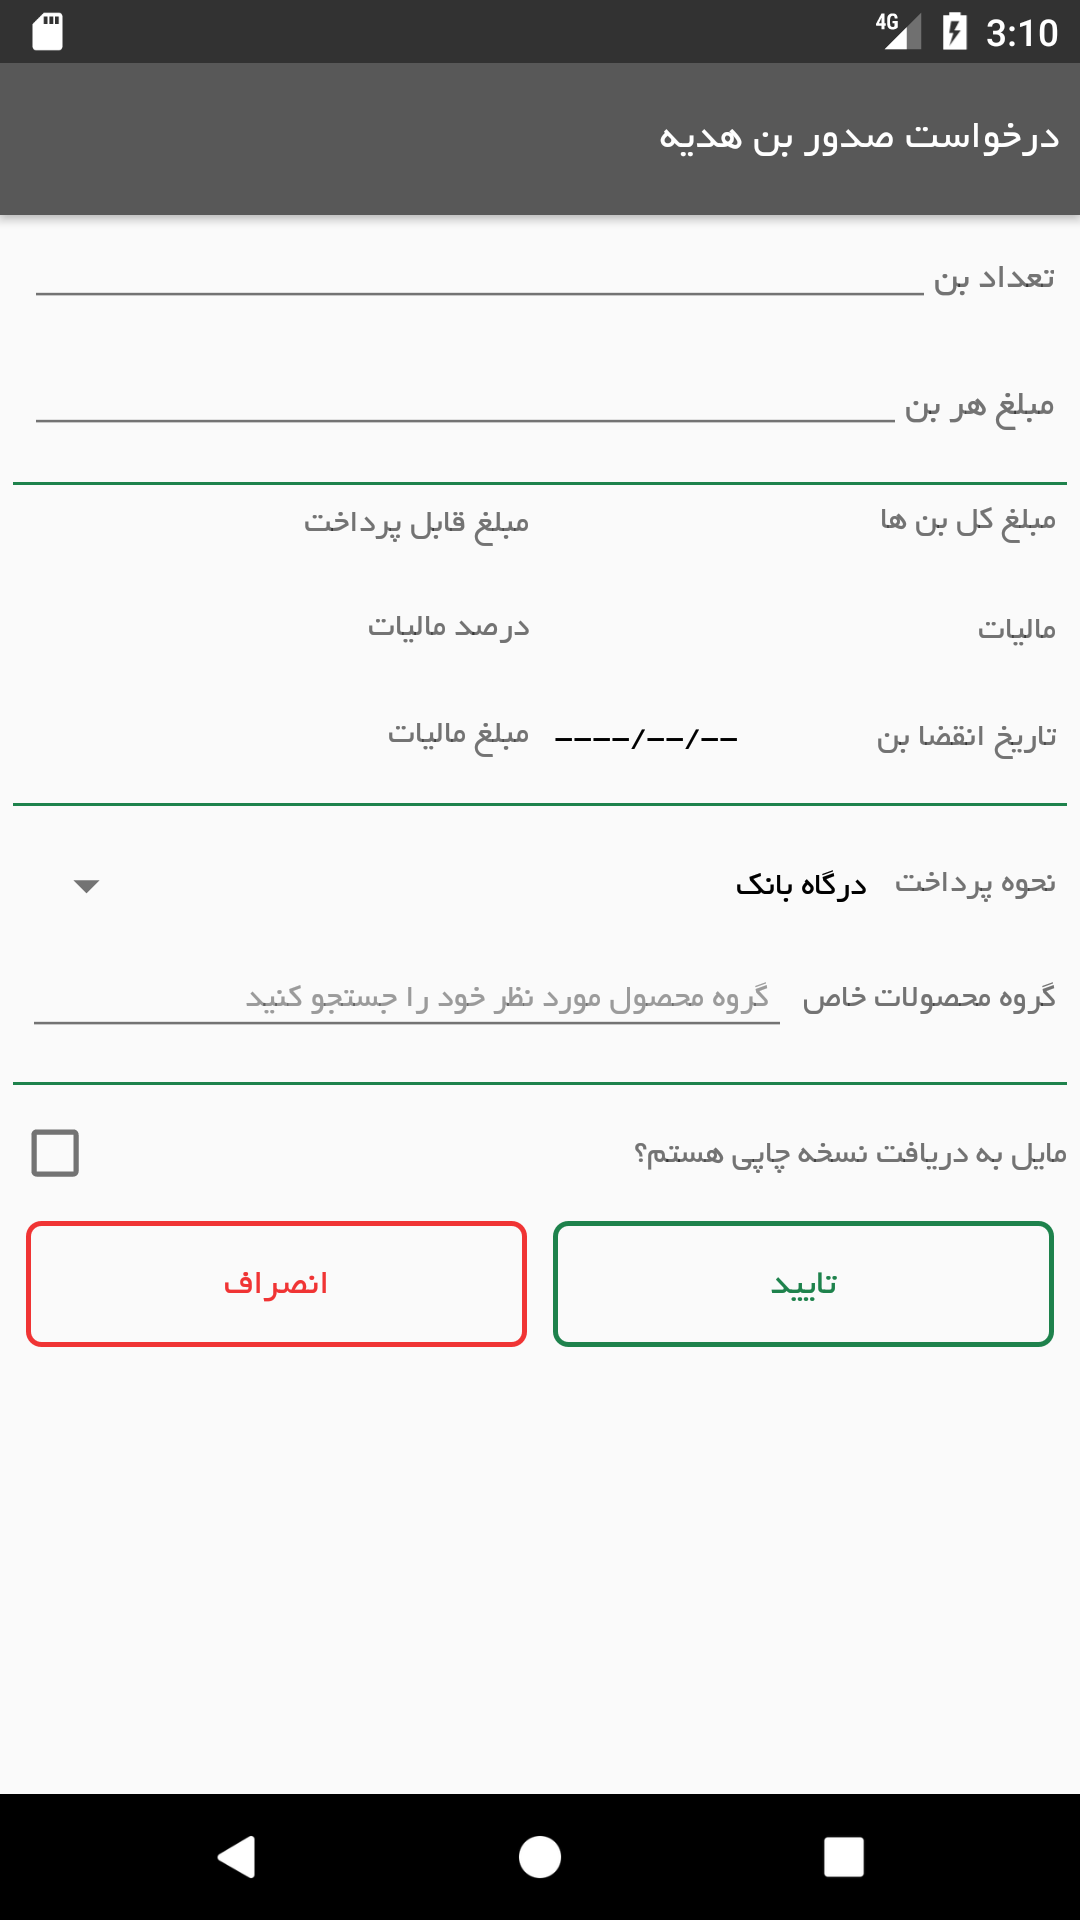 4G 3:10
درخواست صدور بن هدیه
تعداد بن
مبلغ هر بن
مبلغ کل بن ها
مبلغ قابل پرداخت
مالیات
درصد مالیات
تاریخ انقضا بن ----/--/--
مبلغ مالیات
نحوه پرداخت درگاه بانک
گروه محصولات خاص گروه محصول مورد نظر خود را جستجو کنید
مایل به دریافت نسخه چاپی هستم؟
تایید
انصراف